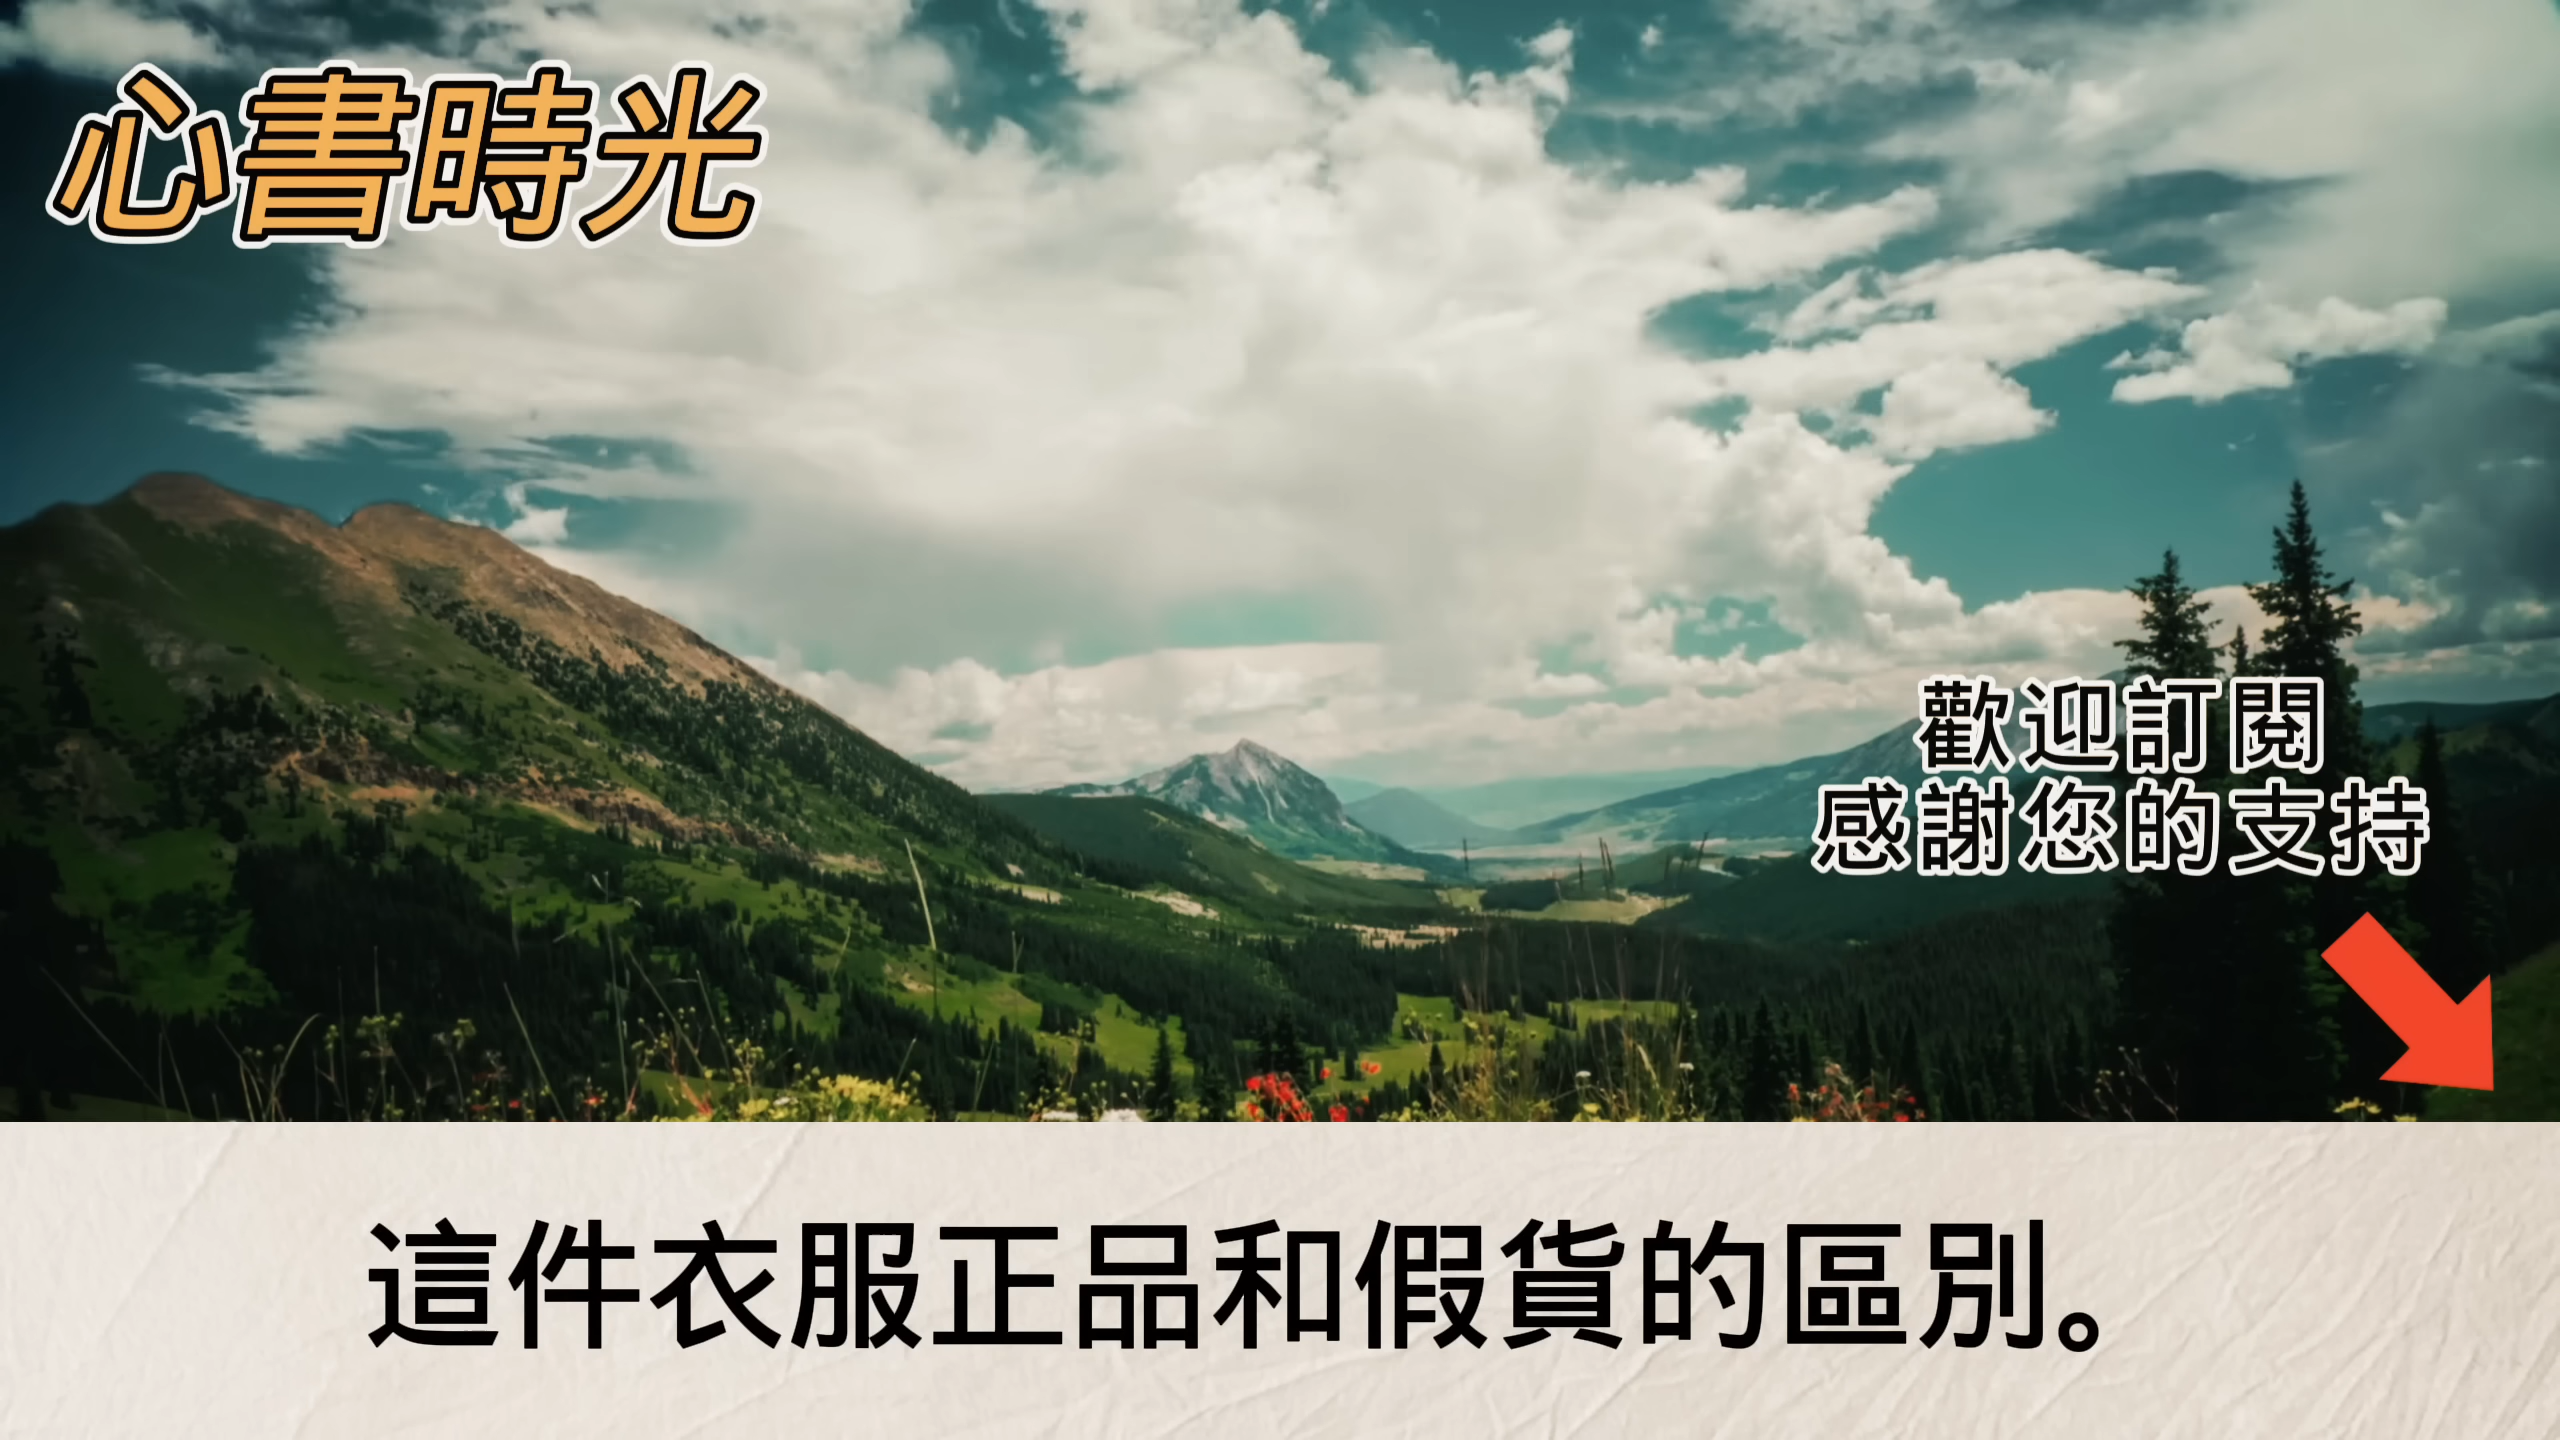 心書時光
歡迎訂閱
感謝您的支持
這件衣服正品和假貨的區別。